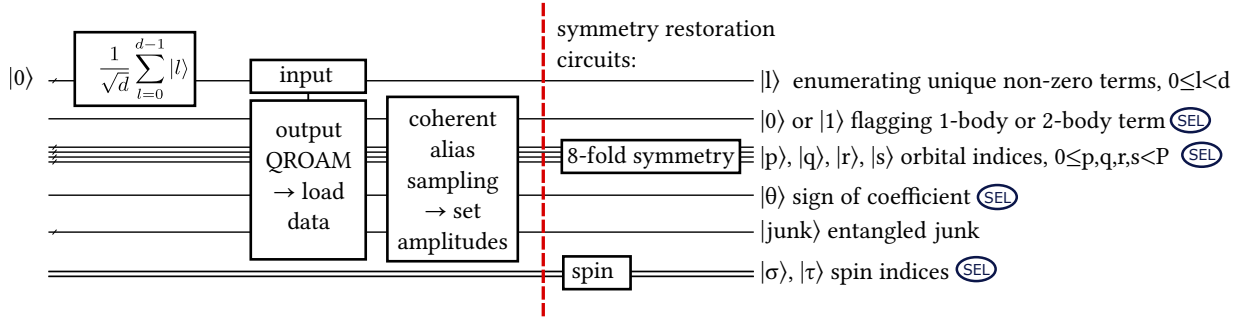 symmetry restoration
circuits:
|0⟩
1/√d ∑_{l=0}^{d-1} |l⟩
input
|l⟩ enumerating unique non-zero terms, 0≤l<d
output
QROAM
→ load
data
coherent
alias
sampling
→ set
amplitudes
|0⟩ or |1⟩ flagging 1-body or 2-body term SEL
8-fold symmetry
|p⟩, |q⟩, |r⟩, |s⟩ orbital indices, 0≤p,q,r,s<P SEL
|θ⟩ sign of coefficient SEL
|junk⟩ entangled junk
spin
|σ⟩, |τ⟩ spin indices SEL